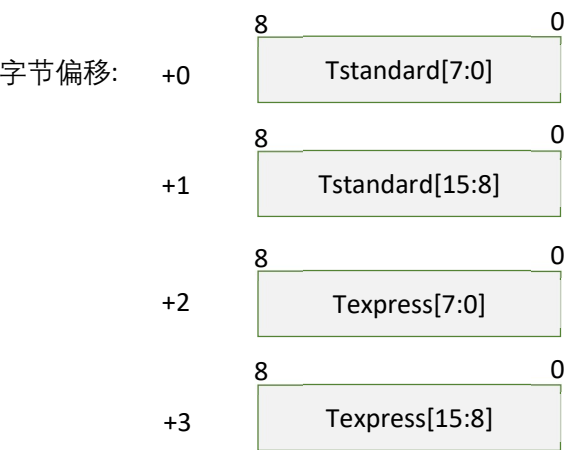 8 0
字节偏移: +0 Tstandard[7:0]
8 0
+1 Tstandard[15:8]
8 0
+2 Texpress[7:0]
8 0
+3 Texpress[15:8]